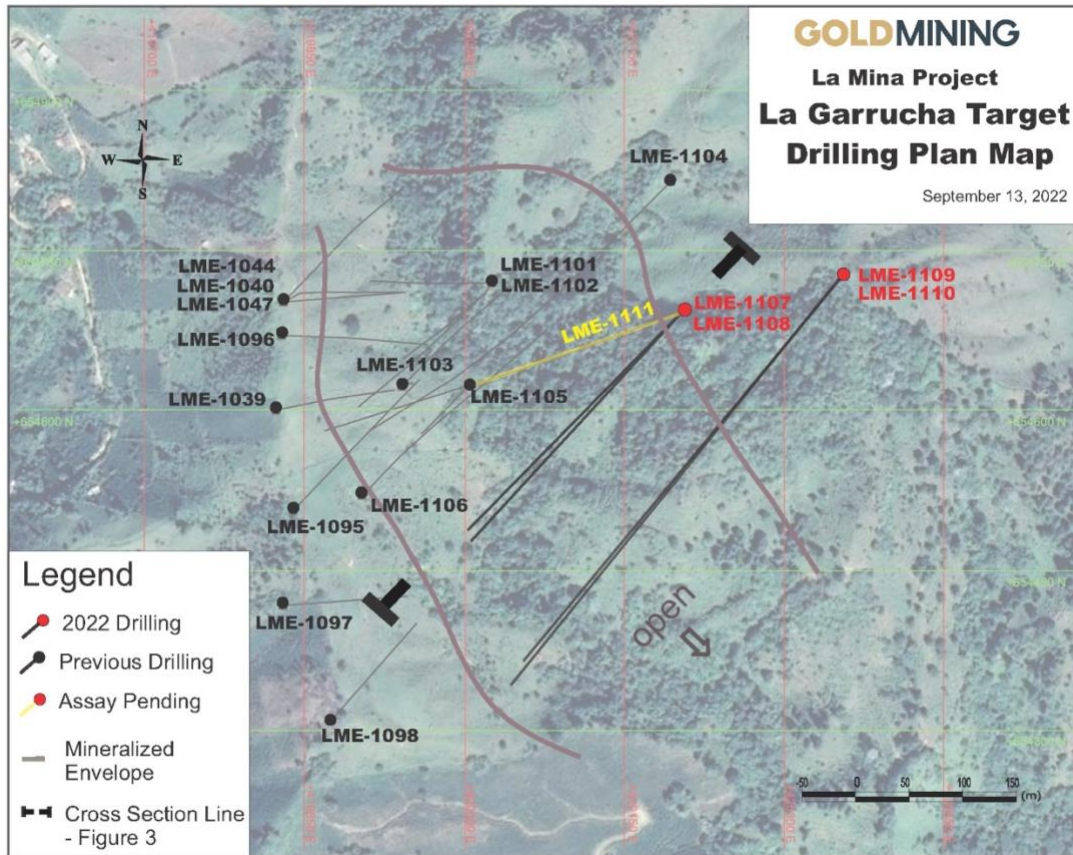 GOLDMINING
La Mina Project
La Garrucha Target
Drilling Plan Map
September 13, 2022
N
W E
S
LME-1104
LME-1044
LME-1040
LME-1047
LME-1101
LME-1102
LME-1109
LME-1110
LME-1111
LME-1107
LME-1108
LME-1096
LME-1103
LME-1105
LME-1039
+654600 N
LME-1106
LME-1095
LME-1097
open
LME-1098
Legend
2022 Drilling
Previous Drilling
Assay Pending
Mineralized
Envelope
Cross Section Line
- Figure 3
-50 0 50 100 150
(m)